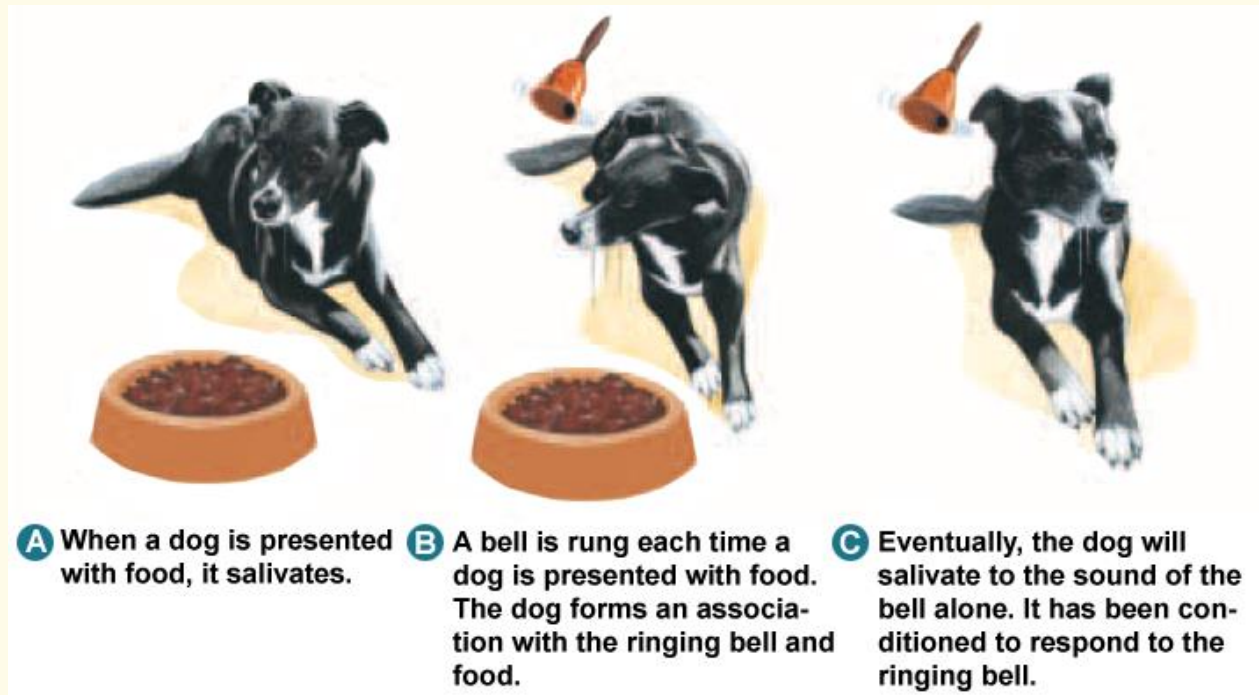 A When a dog is presented
with food, it salivates.
B A bell is rung each time a
dog is presented with food.
The dog forms an associa-
tion with the ringing bell and
food.
C Eventually, the dog will
salivate to the sound of the
bell alone. It has been con-
ditioned to respond to the
ringing bell.